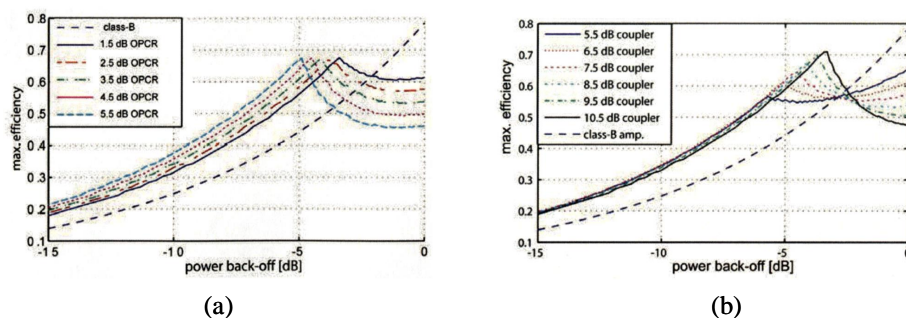 max. efficiency
0.8
0.7
0.6
0.5
0.4
0.3
0.2
0.1
class-B
1.5 dB OPCR
2.5 dB OPCR
3.5 dB OPCR
4.5 dB OPCR
5.5 dB OPCR
-15
-10
-5
0
power back-off [dB]
(a)
max. efficiency
0.8
0.7
0.6
0.5
0.4
0.3
0.2
0.1
5.5 dB coupler
6.5 dB coupler
7.5 dB coupler
8.5 dB coupler
9.5 dB coupler
10.5 dB coupler
class-B amp.
-15
-10
-5
0
power back-off [dB]
(b)